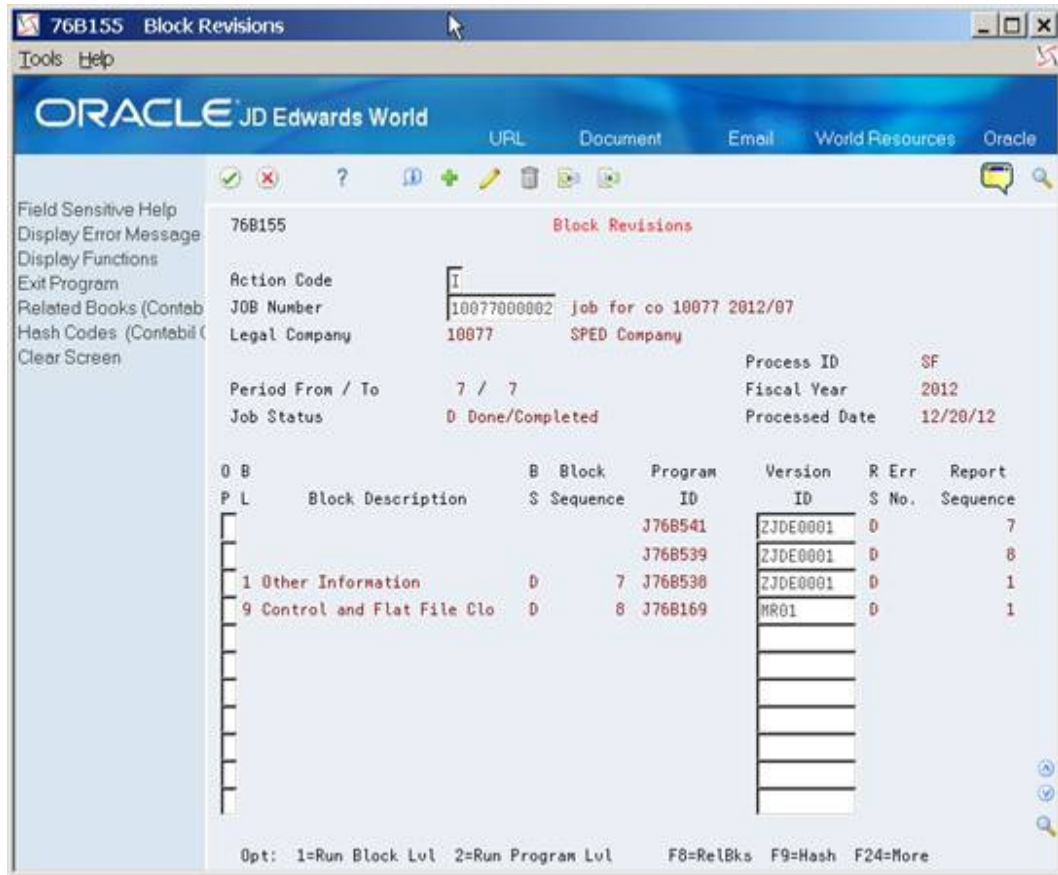 76B155 Block Revisions
Tools Help
ORACLE JD Edwards World
URL Document Email World Resources Oracle
?
Field Sensitive Help
Display Error Message
Display Functions
Exit Program
Related Books (Contab
Hash Codes (Contabil
Clear Screen
76B155 Block Revisions
Action Code I
JOB Number 10077000002 job for co 10077 2012/07
Legal Company 10077 SPED Company
Process ID SF
Period From / To 7 / 7 Fiscal Year 2012
Job Status D Done/Completed Processed Date 12/20/12
O B B Block Program Version R Err Report
P L Block Description S Sequence ID ID S No. Sequence
J76B541 ZJDE0001 D 7
J76B539 ZJDE0001 D 8
1 Other Information D 7 J76B538 ZJDE0001 D 1
9 Control and Flat File Clo D 8 J76B169 MR01 D 1
Opt: 1=Run Block Lvl 2=Run Program Lvl F8=RelBks F9=Hash F24=More